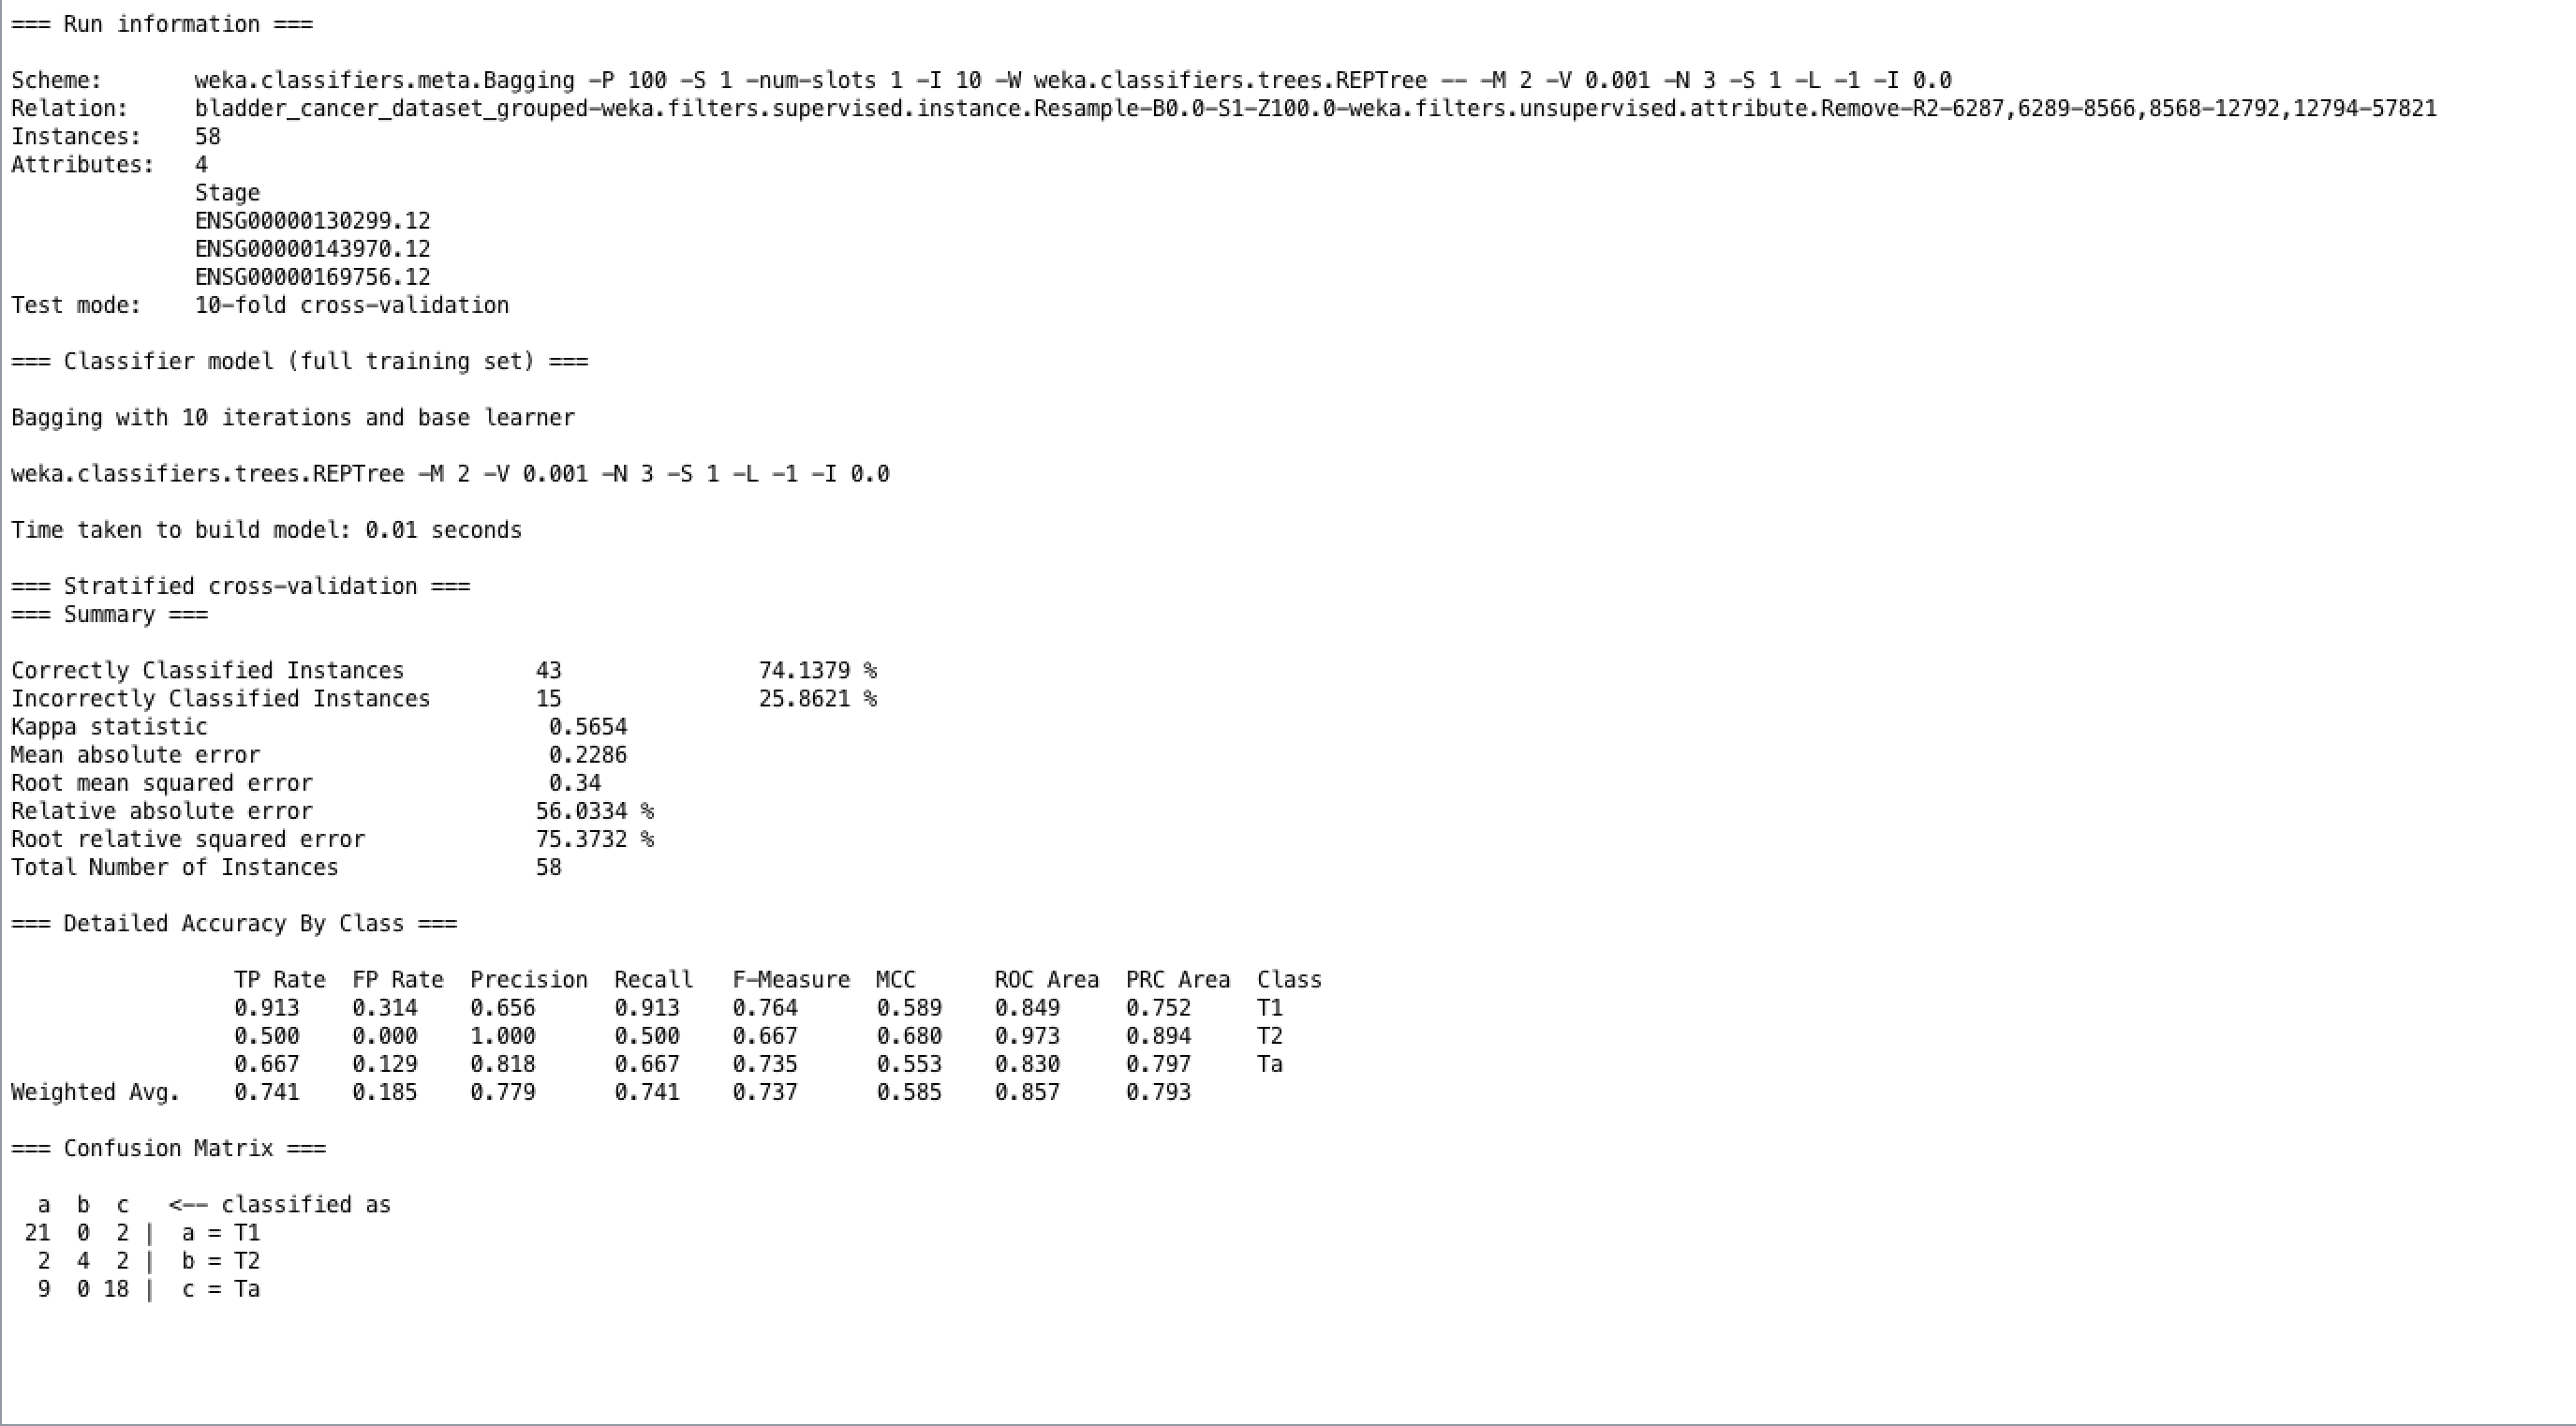 === Run information ===
Scheme: weka.classifiers.meta.Bagging -P 100 -S 1 -num-slots 1 -I 10 -W weka.classifiers.trees.REPTree -- -M 2 -V 0.001 -N 3 -S 1 -L -1 -I 0.0
Relation: bladder_cancer_dataset_grouped-weka.filters.supervised.instance.Resample-B0.0-S1-Z100.0-weka.filters.unsupervised.attribute.Remove-R2-6287,6289-8566,8568-12792,12794-57821
Instances: 58
Attributes: 4
Stage
ENSG00000130299.12
ENSG00000143970.12
ENSG00000169756.12
Test mode: 10-fold cross-validation
=== Classifier model (full training set) ===
Bagging with 10 iterations and base learner
weka.classifiers.trees.REPTree -M 2 -V 0.001 -N 3 -S 1 -L -1 -I 0.0
Time taken to build model: 0.01 seconds
=== Stratified cross-validation ===
=== Summary ===
Correctly Classified Instances 43 74.1379 %
Incorrectly Classified Instances 15 25.8621 %
Kappa statistic 0.5654
Mean absolute error 0.2286
Root mean squared error 0.34
Relative absolute error 56.0334 %
Root relative squared error 75.3732 %
Total Number of Instances 58
=== Detailed Accuracy By Class ===
TP Rate FP Rate Precision Recall F-Measure MCC ROC Area PRC Area Class
0.913 0.314 0.656 0.913 0.764 0.589 0.849 0.752 T1
0.500 0.000 1.000 0.500 0.667 0.680 0.973 0.894 T2
0.667 0.129 0.818 0.667 0.735 0.553 0.830 0.797 Ta
Weighted Avg. 0.741 0.185 0.779 0.741 0.737 0.585 0.857 0.793
=== Confusion Matrix ===
a b c <-- classified as
21 0 2 | a = T1
2 4 2 | b = T2
9 0 18 | c = Ta